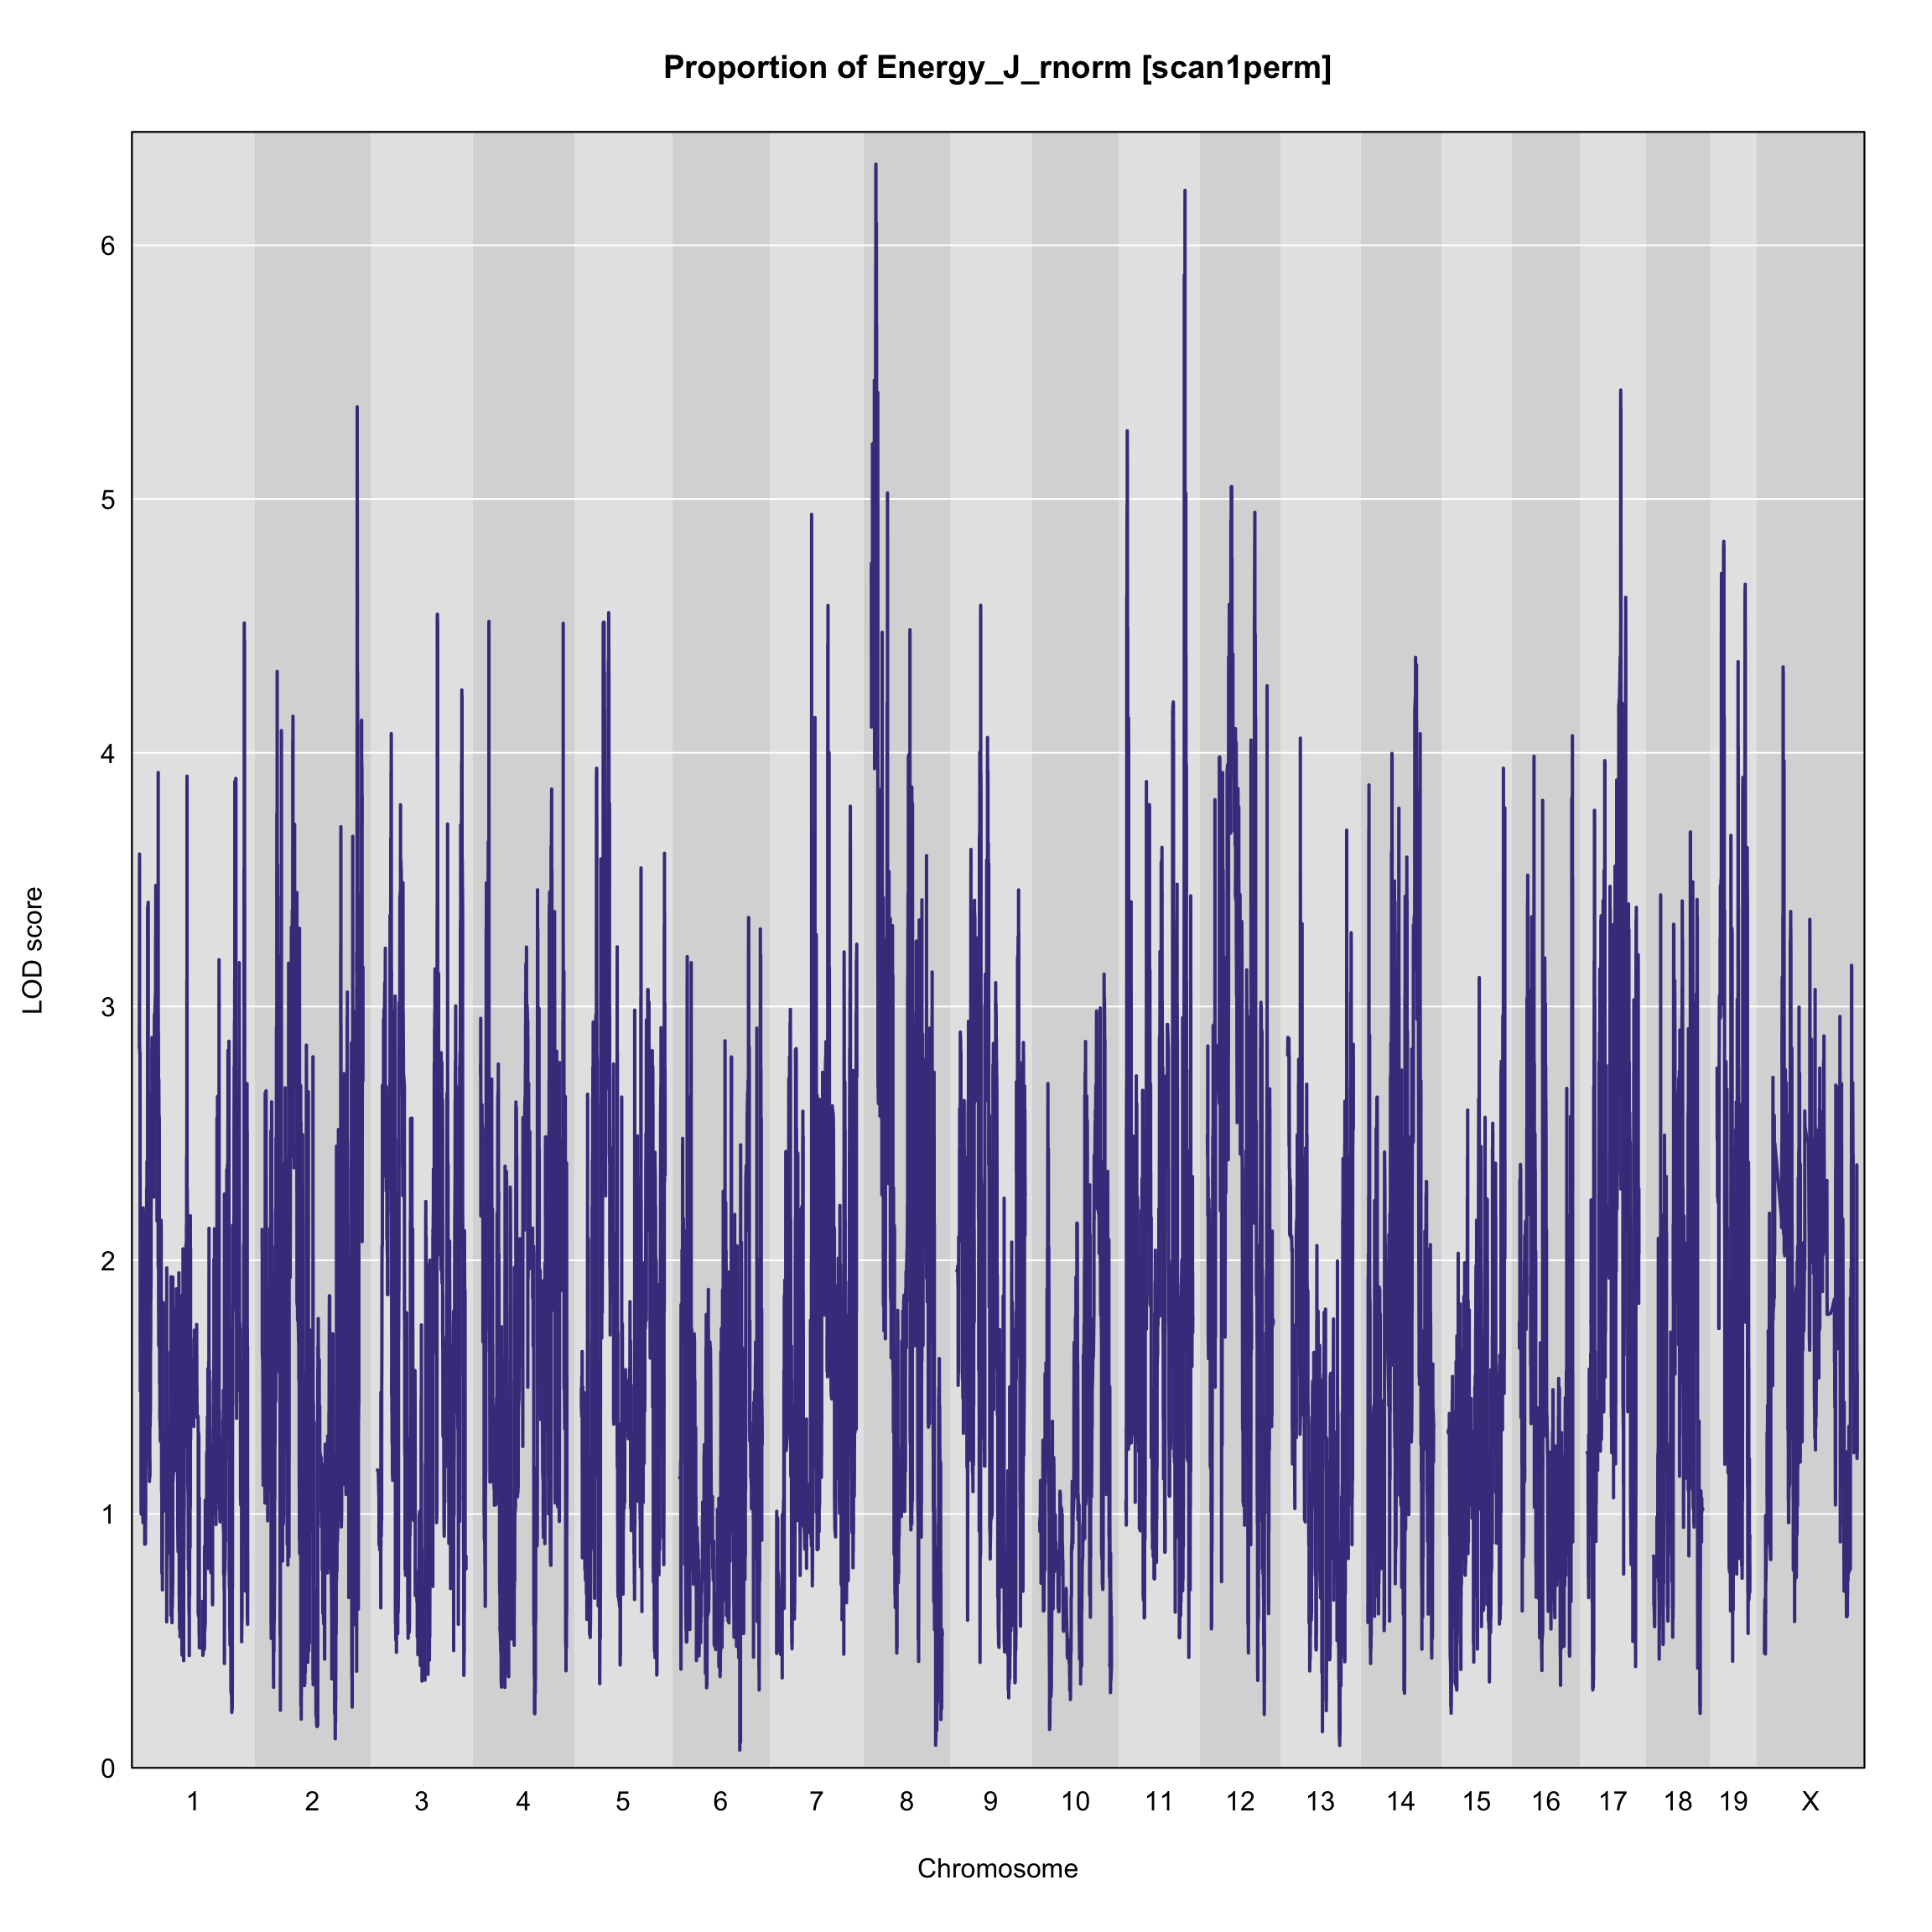 Proportion of Energy_J_rnorm [scan1perm]
LOD score
6
5
4
3
2
1
0
1 2 3 4 5 6 7 8 9 10 11 12 13 14 15 16 17 18 19 X
Chromosome